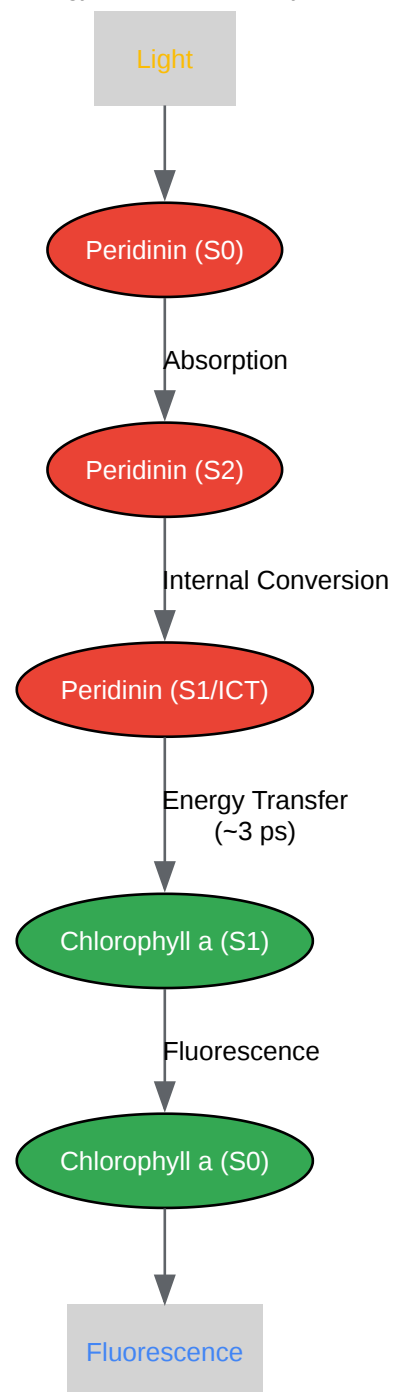 Light
Peridinin (S0)
Absorption
Peridinin (S2)
Internal Conversion
Peridinin (S1/ICT)
Energy Transfer
(~3 ps)
Chlorophyll a (S1)
Fluorescence
Chlorophyll a (S0)
Fluorescence